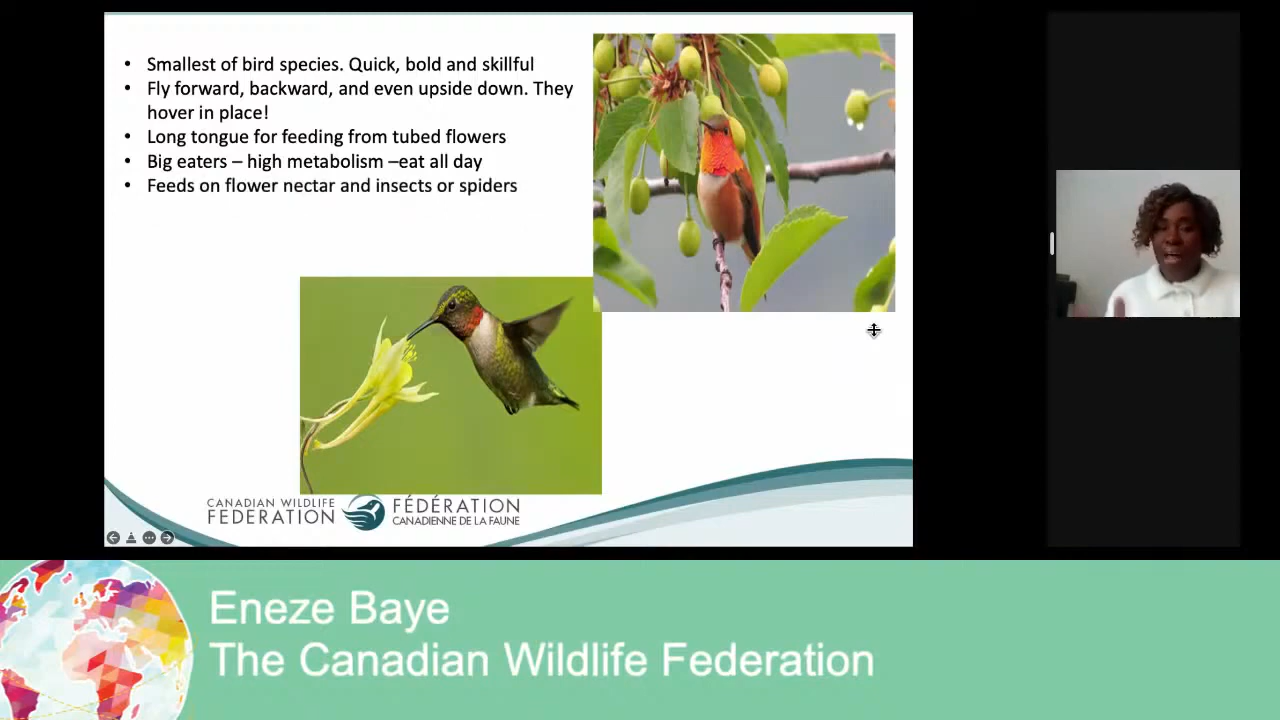 • Smallest of bird species. Quick, bold and skillful
• Fly forward, backward, and even upside down. They
hover in place!
• Long tongue for feeding from tubed flowers
• Big eaters – high metabolism –eat all day
• Feeds on flower nectar and insects or spiders
CANADIAN WILDLIFE
FEDERATION
FÉDÉRATION
CANADIENNE DE LA FAUNE
Eneze Baye
The Canadian Wildlife Federation